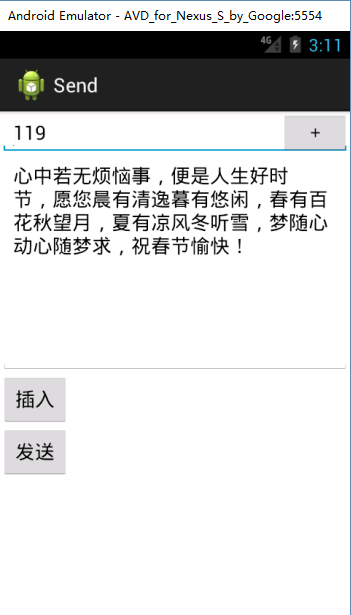 Android Emulator - AVD_for_Nexus_S_by_Google:5554
4G 3:11
Send
119 +
心中若无烦恼事，便是人生好时
节，愿您晨有清逸暮有悠闲，春有百
花秋望月，夏有凉风冬听雪，梦随心
动心随梦求，祝春节愉快！
插入
发送